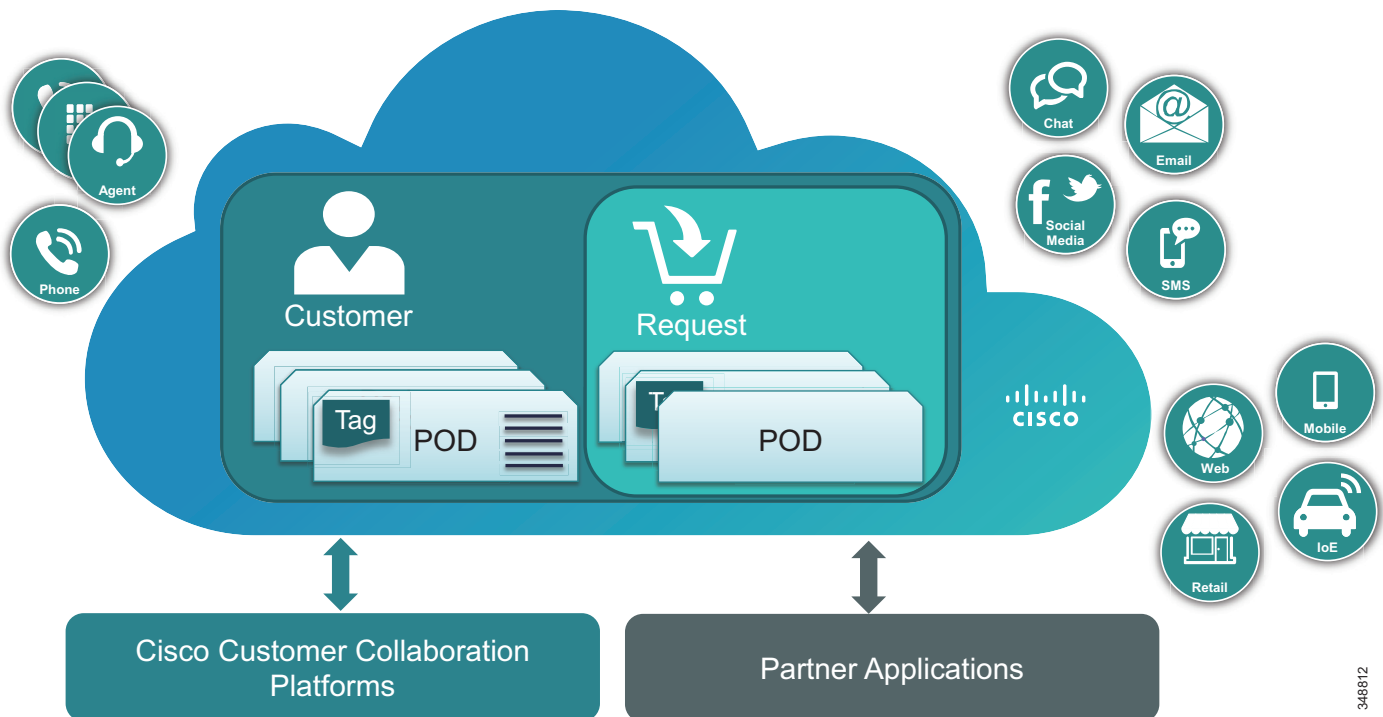 Agent
Phone
Chat
Email
Social
Media
SMS
Customer
Request
Tag
POD
POD
CISCO
Mobile
Web
IoE
Retail
Cisco Customer Collaboration
Platforms
Partner Applications
348812